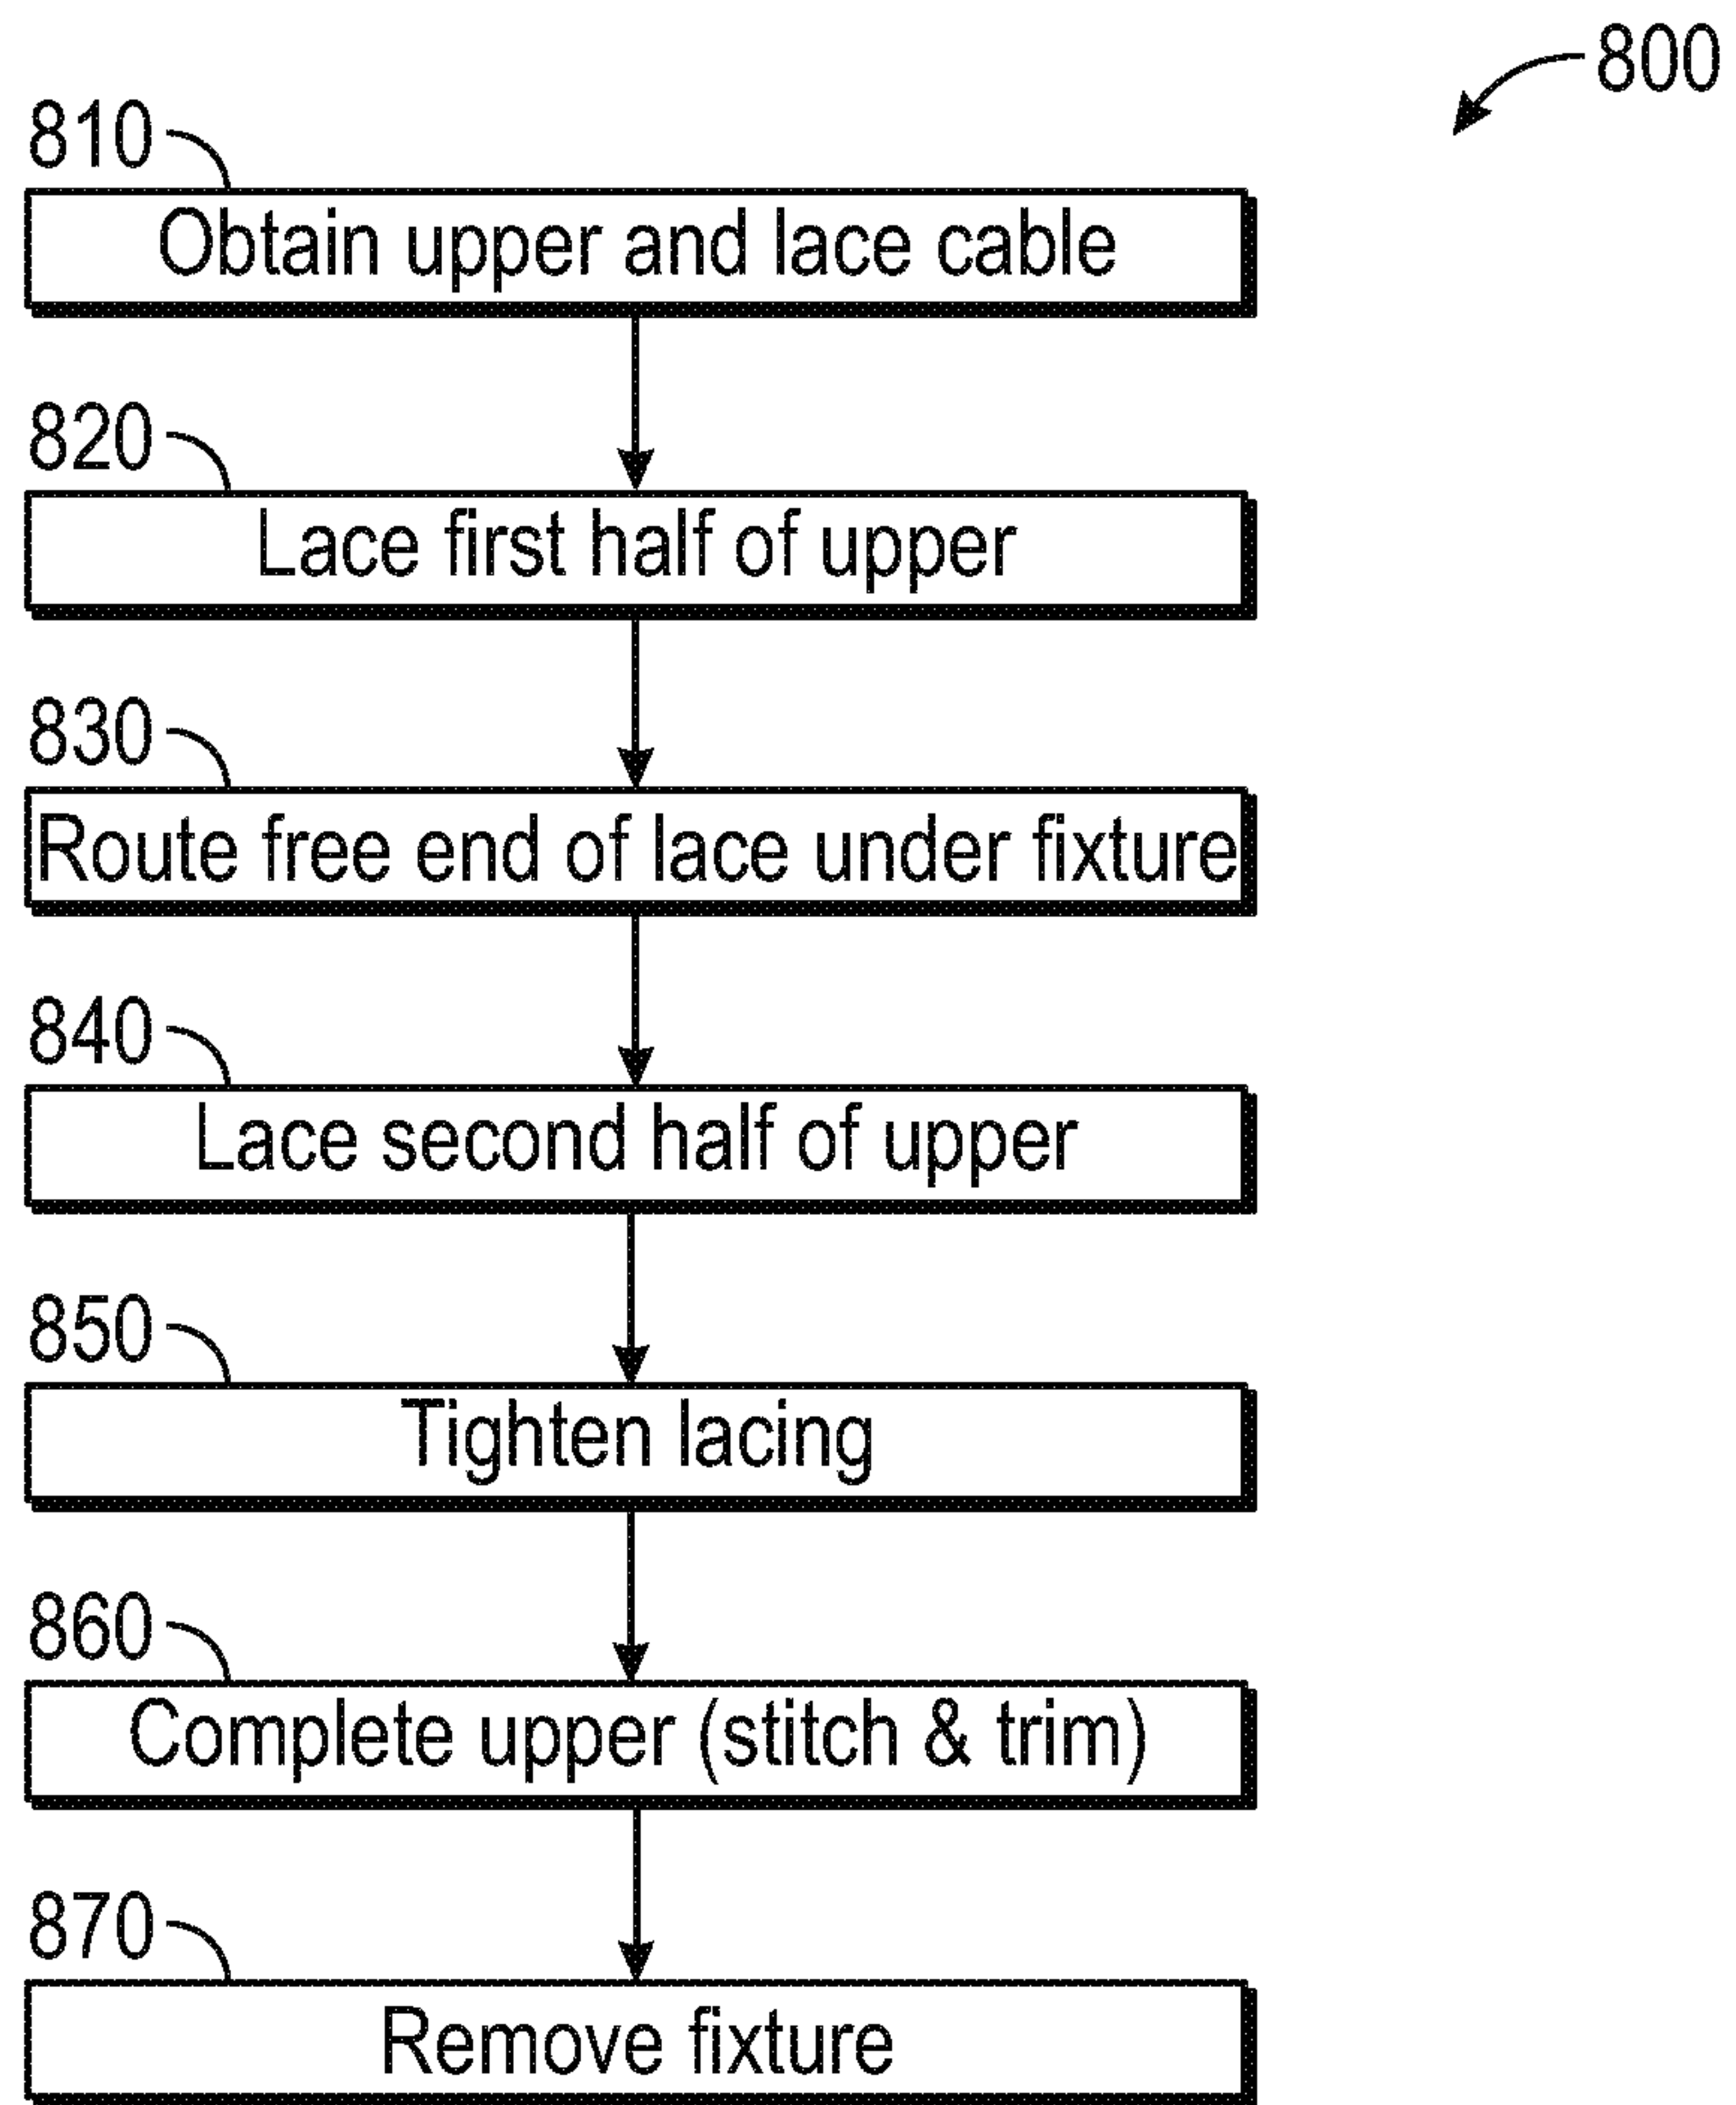 800
810
Obtain upper and lace cable
820
Lace first half of upper
830
Route free end of lace under fixture
840
Lace second half of upper
850
Tighten lacing
860
Complete upper (stitch & trim)
870
Remove fixture